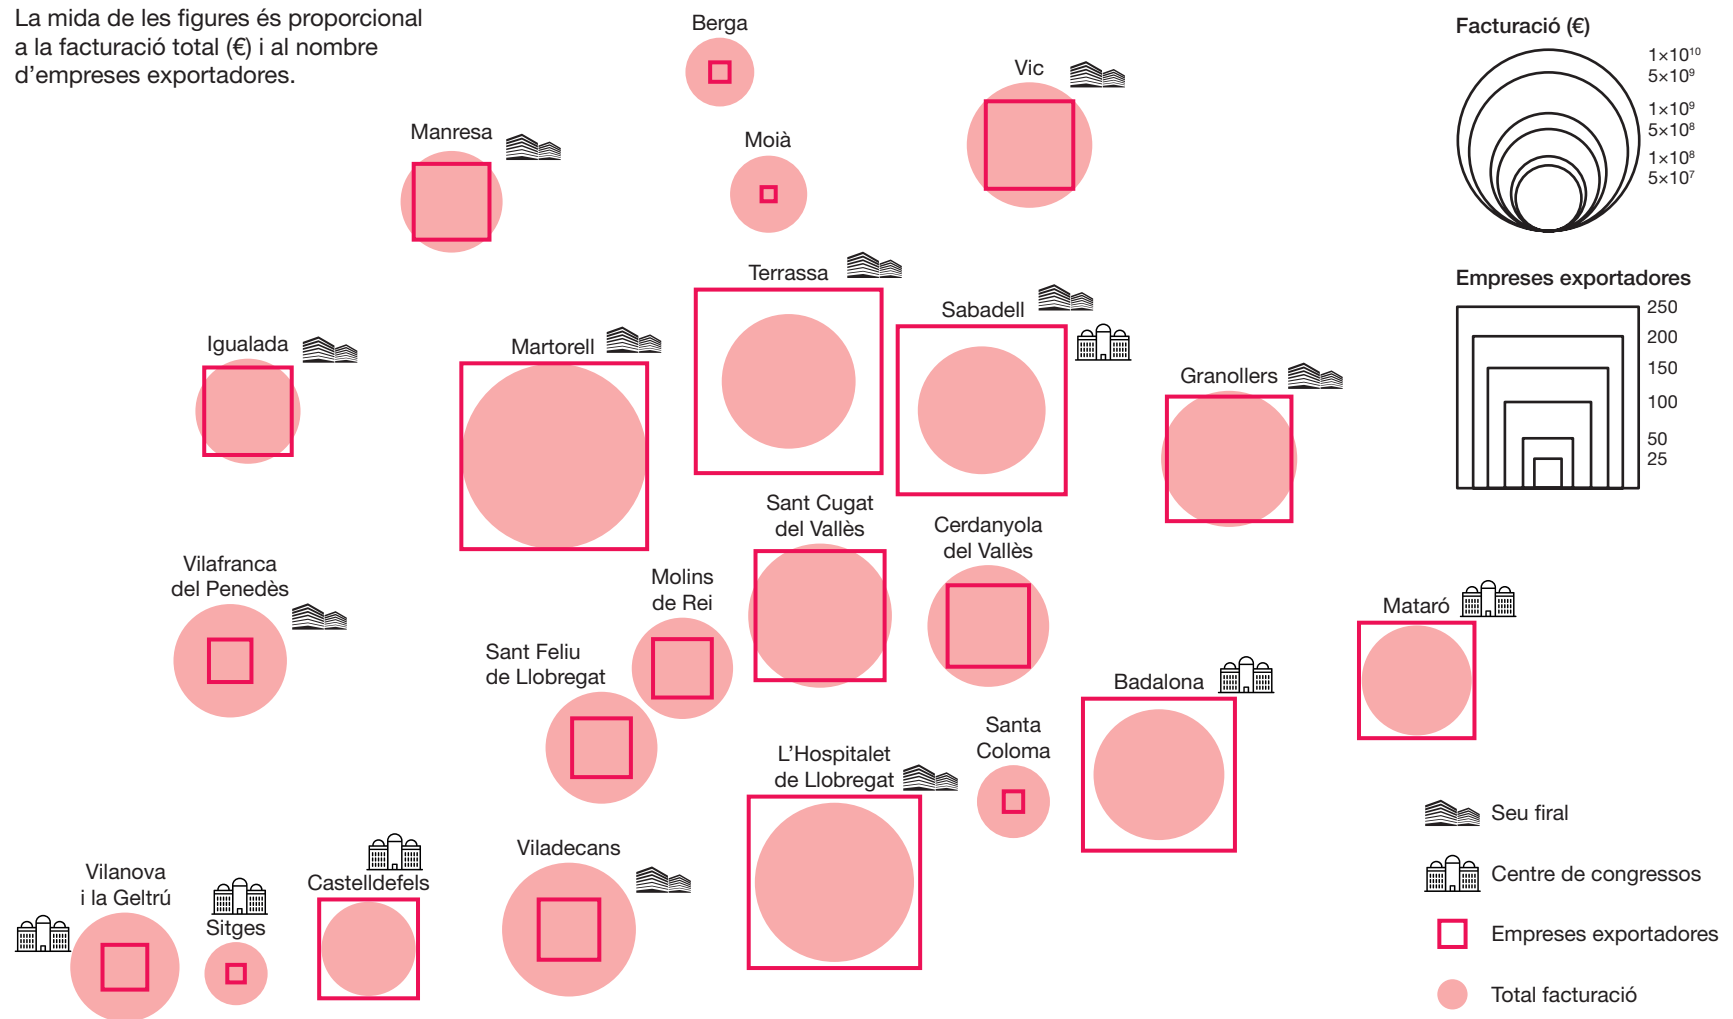 La mida de les figures és proporcional
a la facturació total (€) i al nombre
d’empreses exportadores.
Berga
Vic
Manresa
Moià
Terrassa
Sabadell
Igualada
Martorell
Granollers
Sant Cugat
del Vallès
Cerdanyola
del Vallès
Vilafranca
del Penedès
Molins
de Rei
Mataró
Sant Feliu
de Llobregat
Badalona
Santa
Coloma
L’Hospitalet
de Llobregat
Viladecans
Vilanova
i la Geltrú
Castelldefels
Sitges
Facturació (€)
1×10¹⁰
5×10⁹
1×10⁹
5×10⁸
1×10⁸
5×10⁷
Empreses exportadores
250
200
150
100
50
25
Seu firal
Centre de congressos
Empreses exportadores
Total facturació